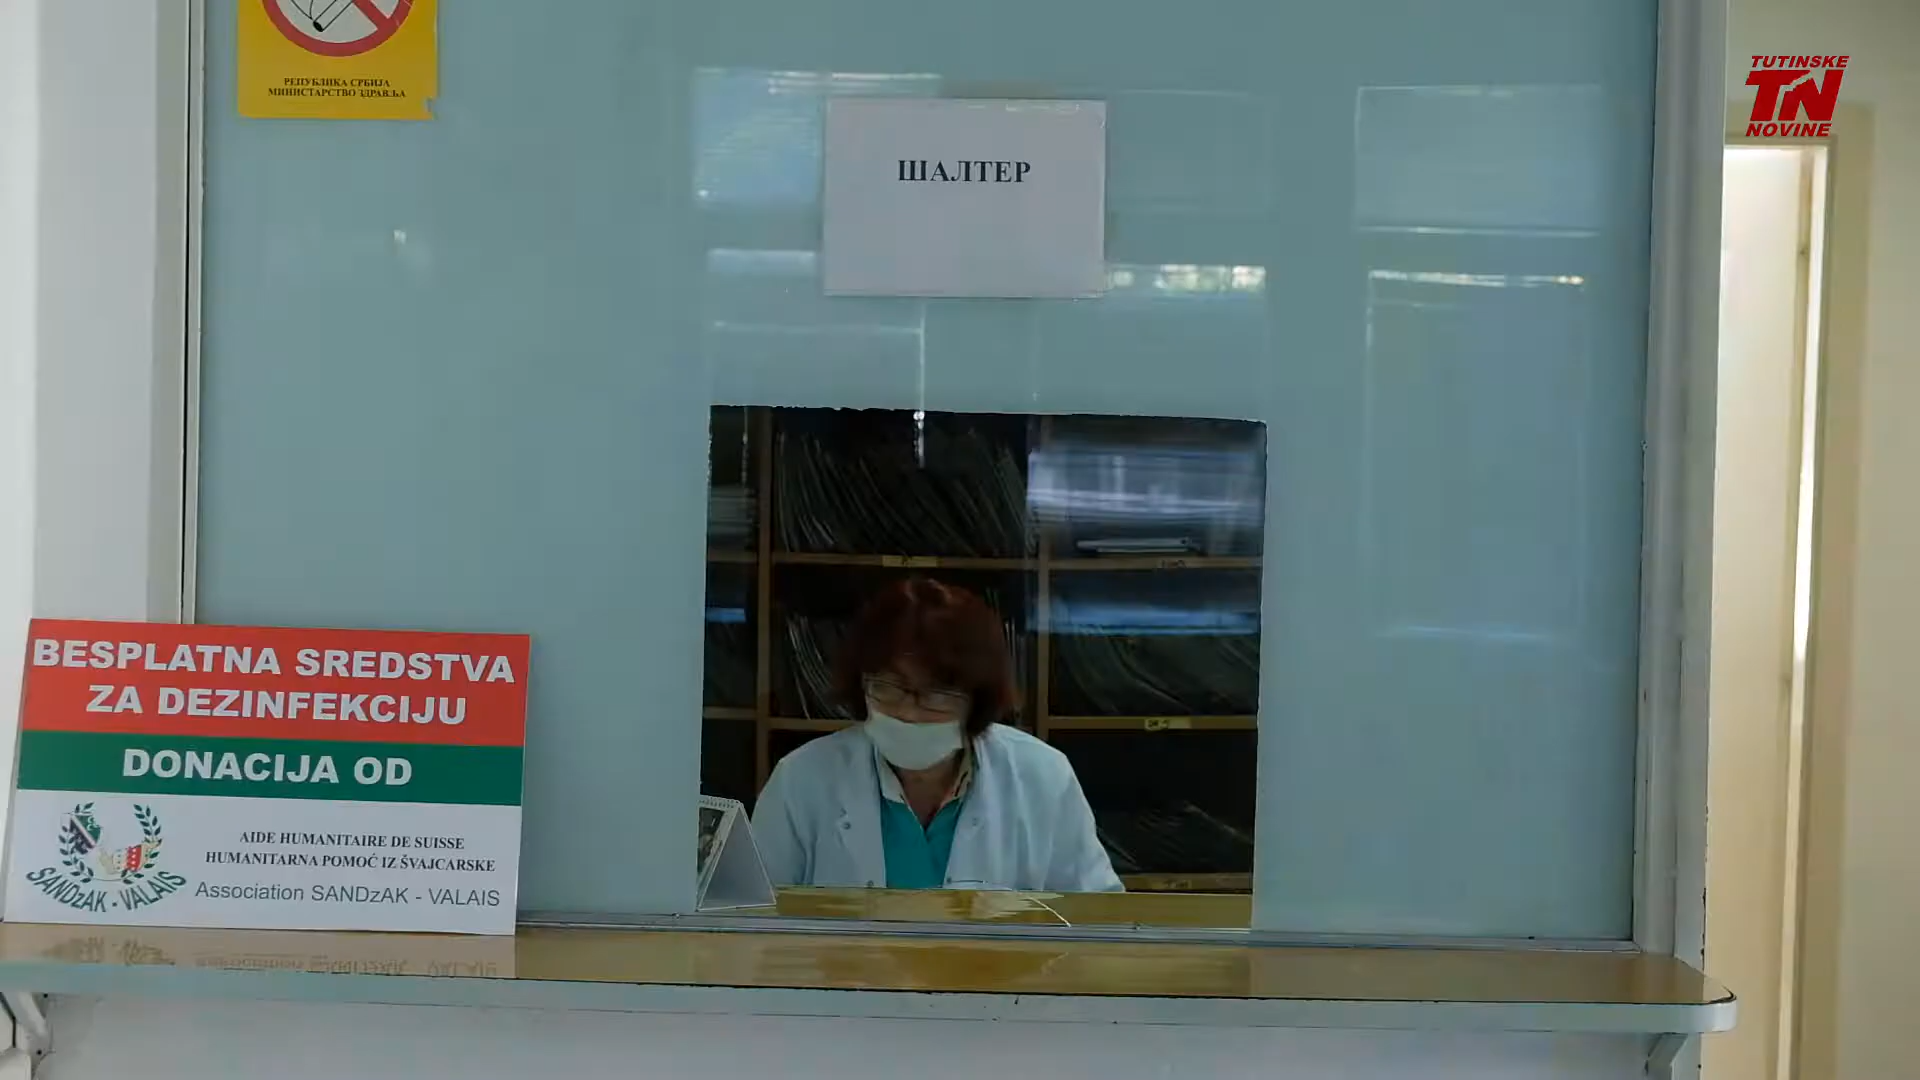 РЕПУБЛИКА СРБИЈА
МИНИСТАРСТВО ЗДРАВЉА
TUTINSKE
TN
NOVINE
ШАЛТЕР
BESPLATNA SREDSTVA
ZA DEZINFEKCIJU
DONACIJA OD
AIDE HUMANITAIRE DE SUISSE
HUMANITARNA POMOĆ IZ ŠVAJCARSKE
Association SANDzAK - VALAIS
SANDzAK - VALAIS